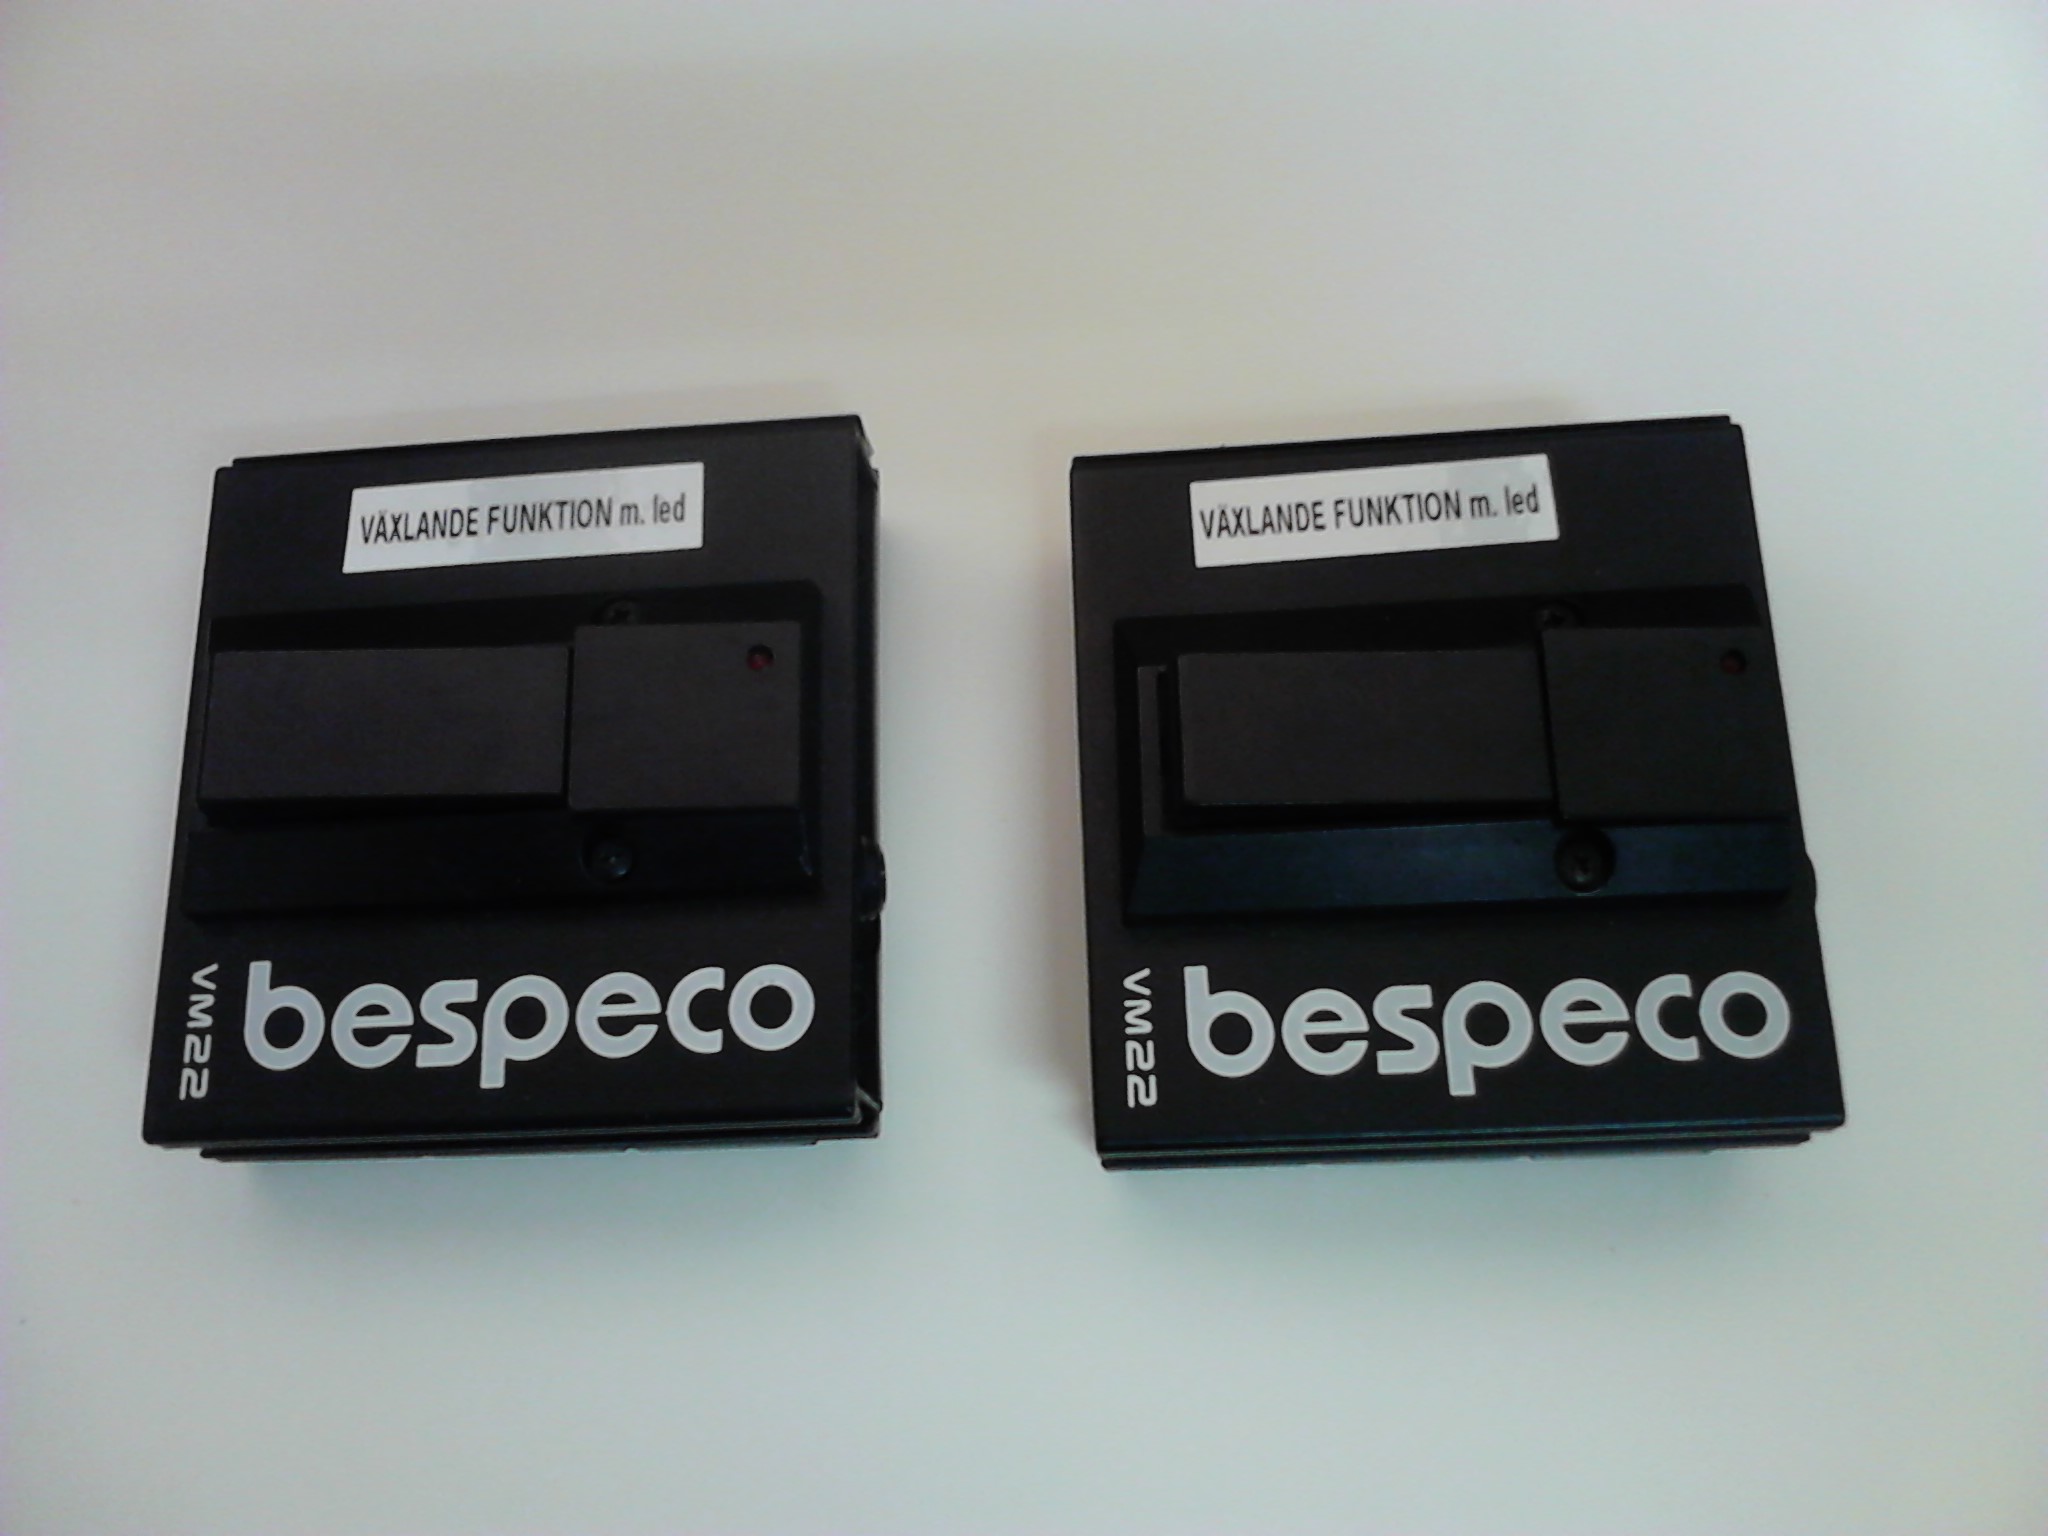 VÄXLANDE FUNKTION m. led
bespeco
VM22
VÄXLANDE FUNKTION m. led
bespeco
VM22